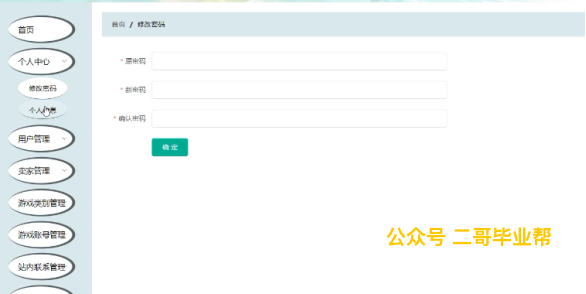 首页
个人中心
修改密码
个人信息
用户管理
卖家管理
游戏类别管理
游戏账号管理
站内联系管理
首页 / 修改密码
* 原密码
* 新密码
* 确认密码
确定
公众号 二哥毕业帮